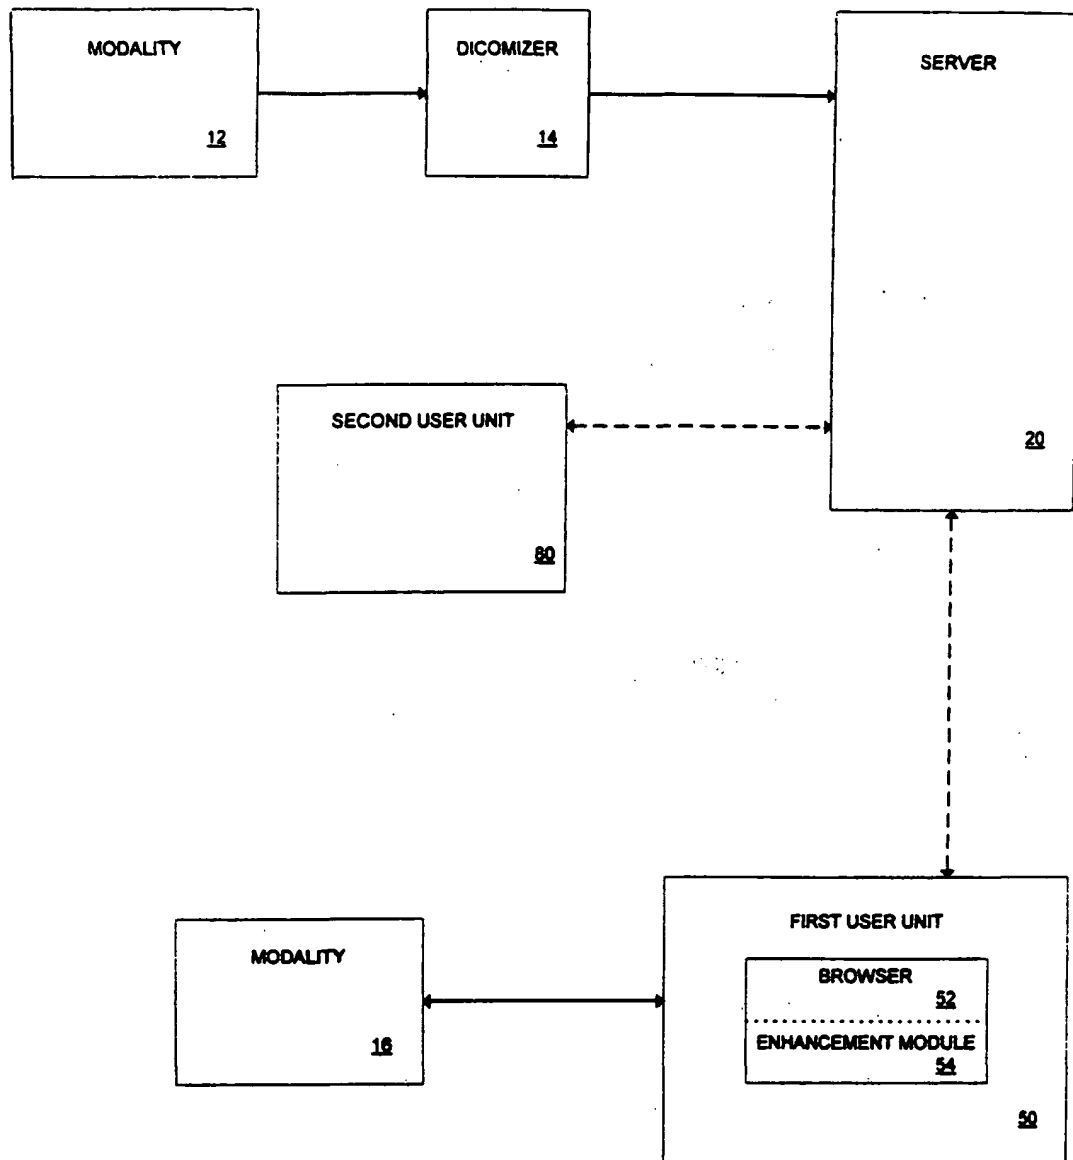 MODALITY
12
DICOMIZER
14
SERVER
20
SECOND USER UNIT
80
MODALITY
16
FIRST USER UNIT
BROWSER
52
ENHANCEMENT MODULE
54
50